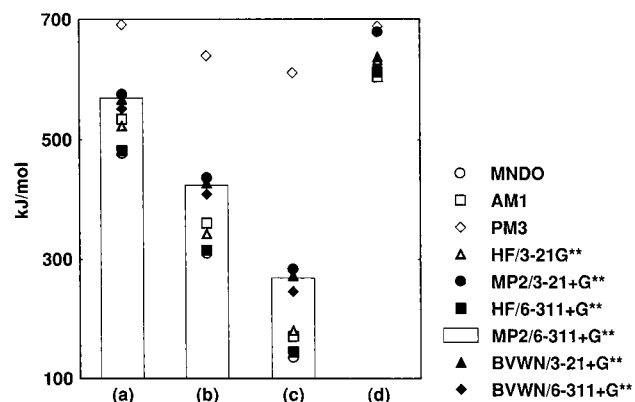 700
500
300
100
kJ/mol
(a)
(b)
(c)
(d)
MNDO
AM1
PM3
HF/3-21G**
MP2/3-21+G**
HF/6-311+G**
MP2/6-311+G**
BVWN/3-21+G**
BVWN/6-311+G**